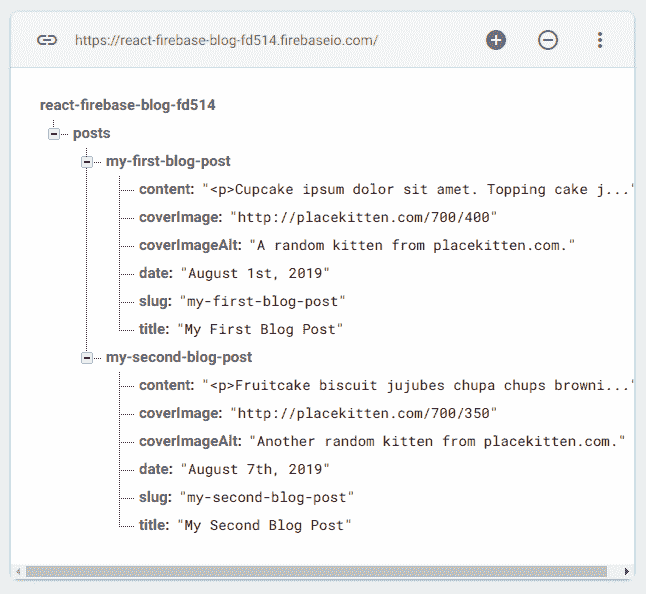 https://react-firebase-blog-fd514.firebaseio.com/
react-firebase-blog-fd514
posts
my-first-blog-post
content: "<p>Cupcake ipsum dolor sit amet. Topping cake j..."
coverImage: "http://placekitten.com/700/400"
coverImageAlt: "A random kitten from placekitten.com."
date: "August 1st, 2019"
slug: "my-first-blog-post"
title: "My First Blog Post"
my-second-blog-post
content: "<p>Fruitcake biscuit jujubes chupa chups browni..."
coverImage: "http://placekitten.com/700/350"
coverImageAlt: "Another random kitten from placekitten.com."
date: "August 7th, 2019"
slug: "my-second-blog-post"
title: "My Second Blog Post"